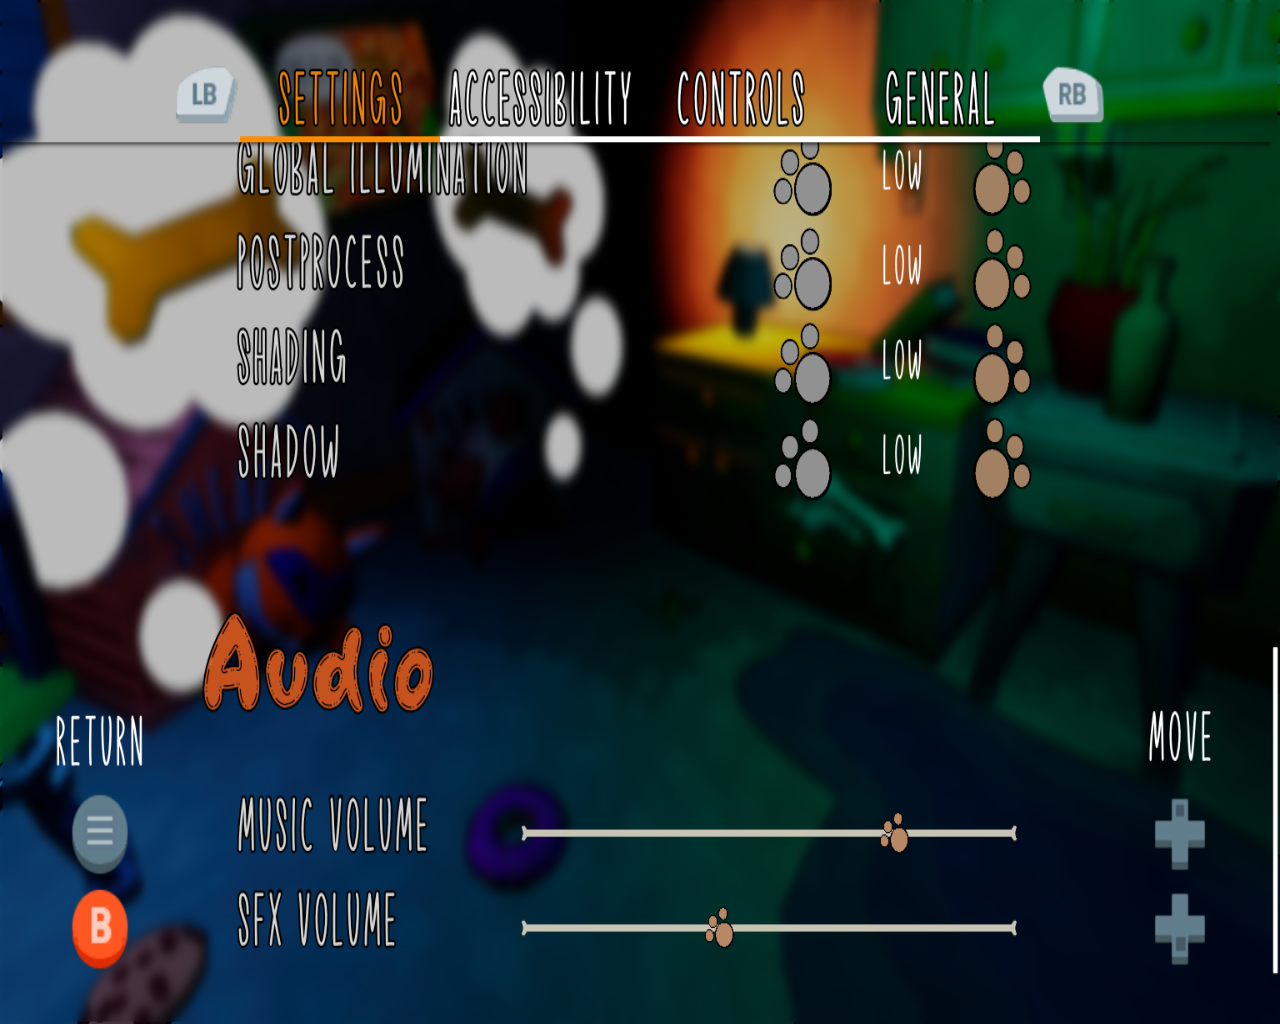 LB SETTINGS ACCESSIBILITY CONTROLS GENERAL RB
GLOBAL ILLUMINATION LOW
POSTPROCESS LOW
SHADING LOW
SHADOW LOW
Audio
RETURN MOVE
MUSIC VOLUME
SFX VOLUME
B